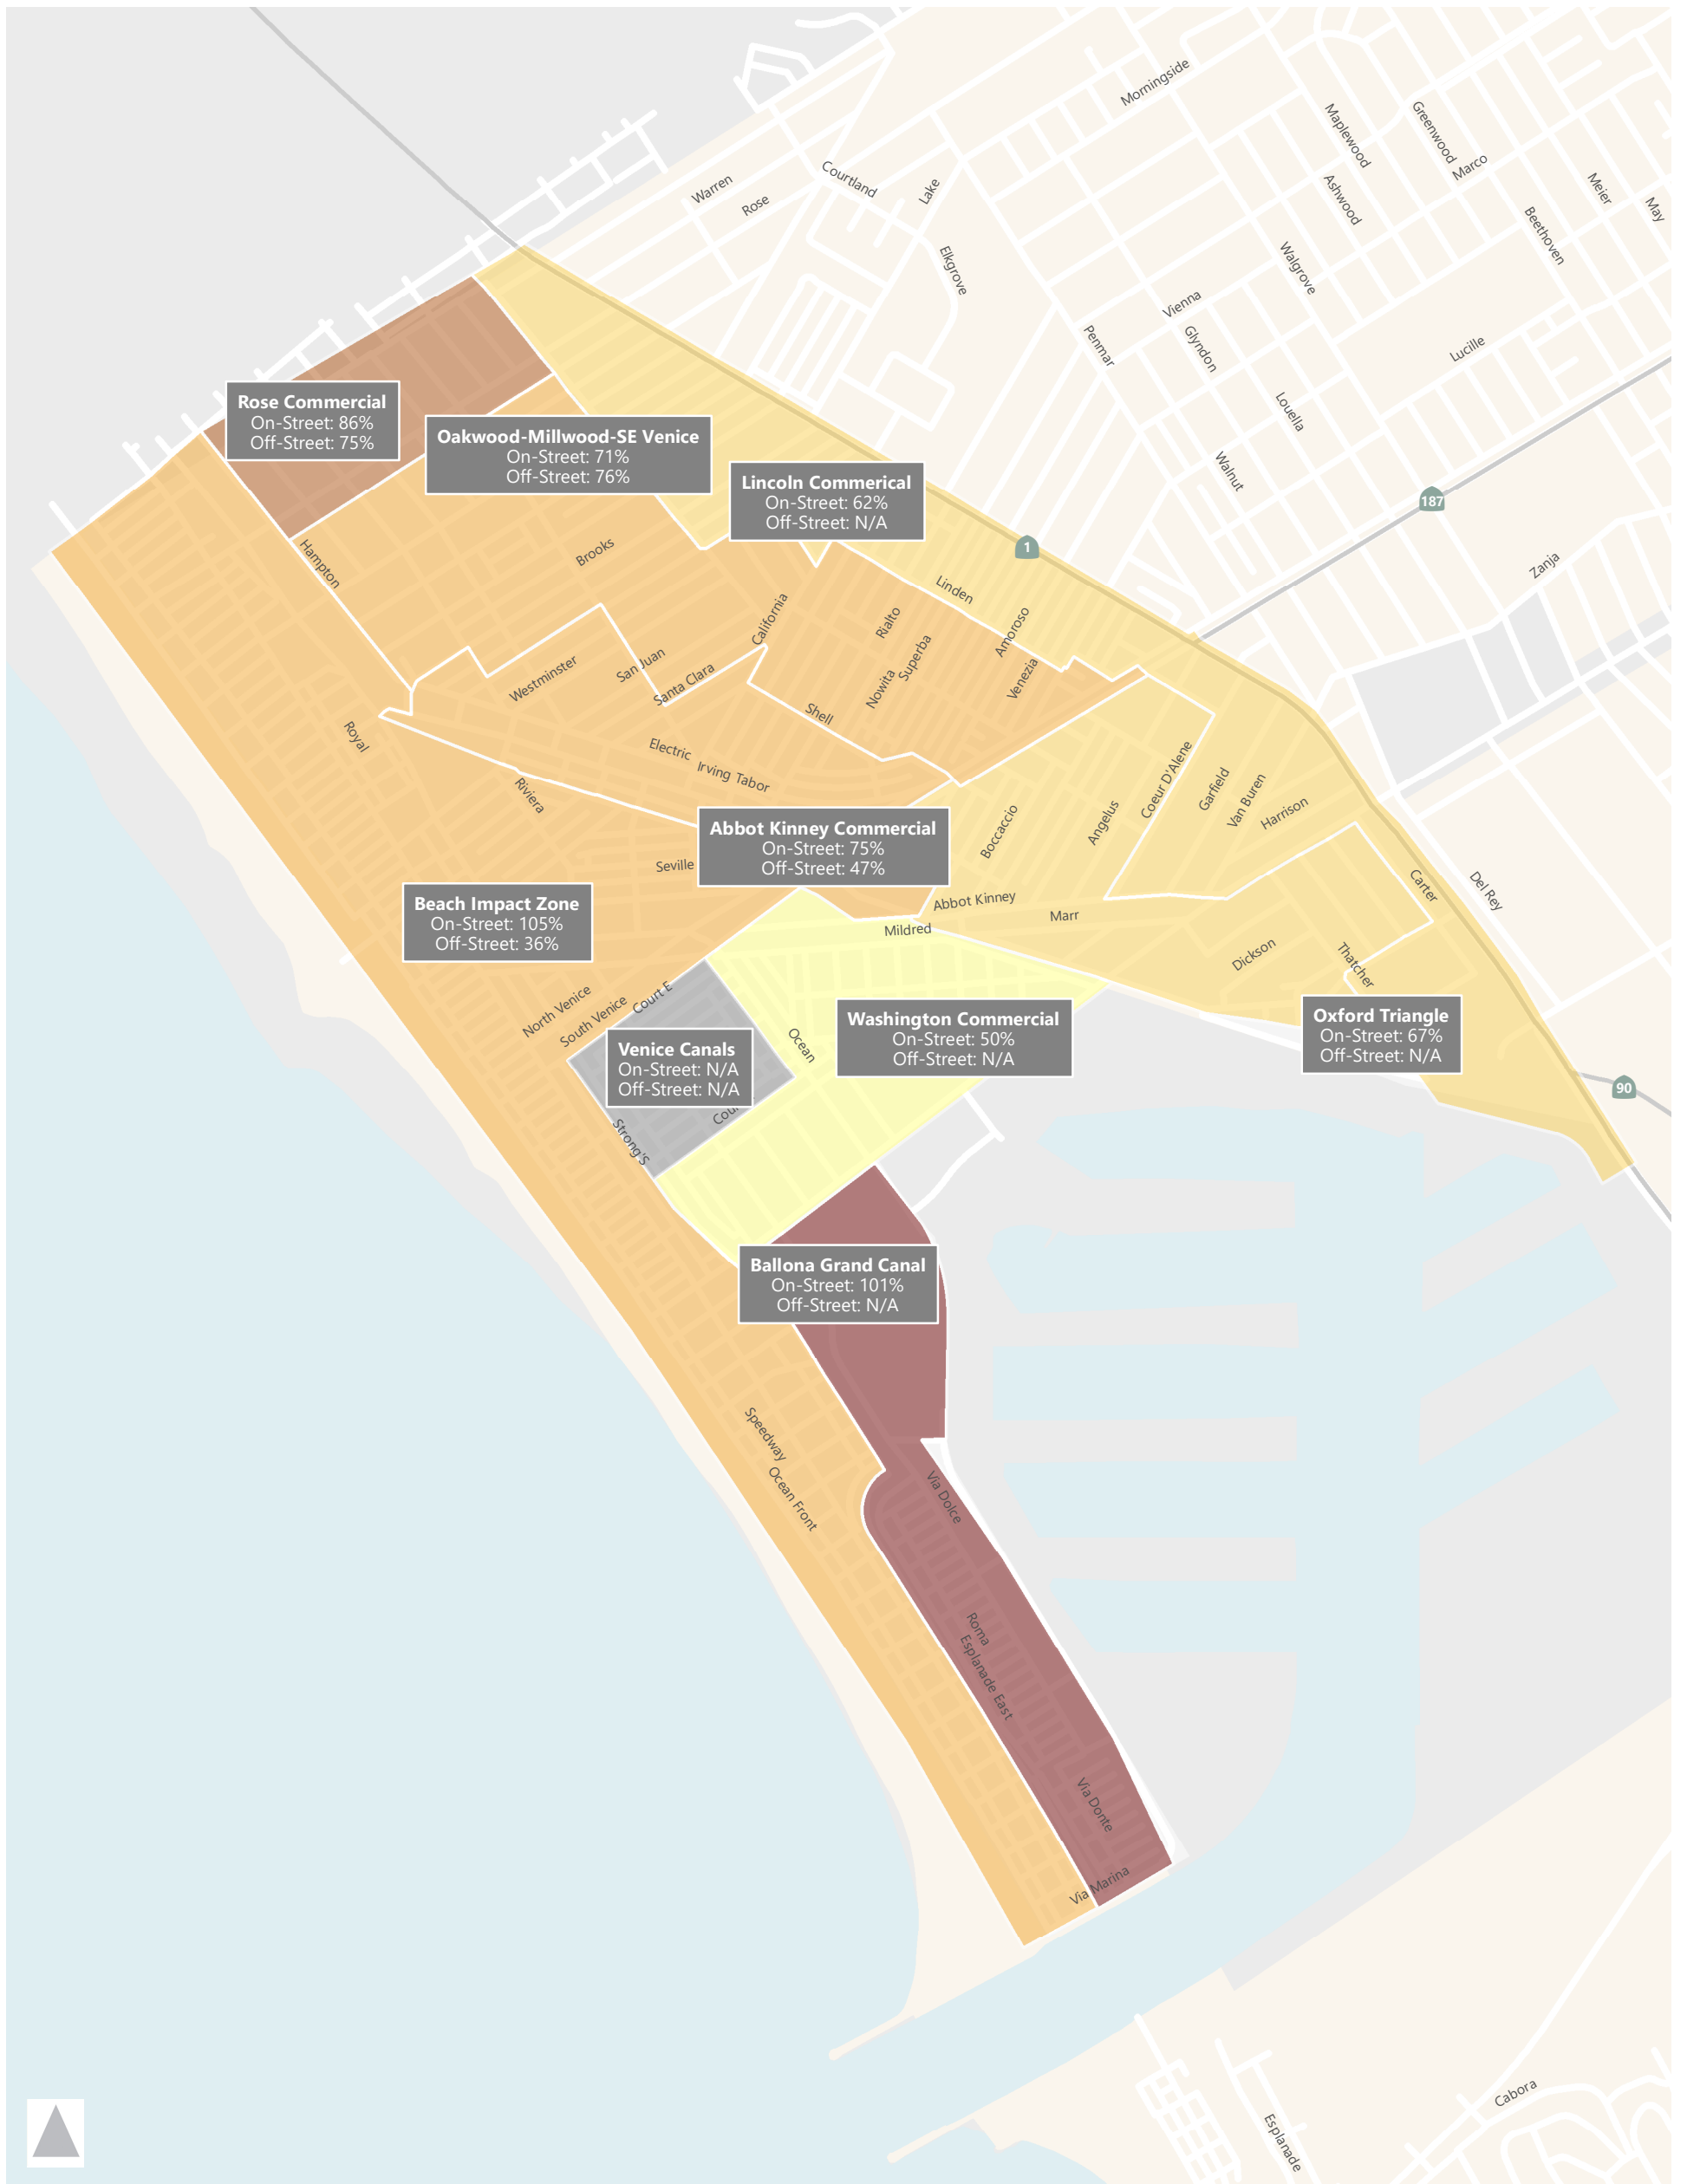 Morningside
Maplewood
Greenwood
Marco
Meier
May
Ashwood
Beethoven
Courtland
Lake
Warren
Rose
Elkgrove
Walgrove
Vienna
Penmar
Glyndon
Lucille
Louella
Walnut
187
Zanja
1
Rose Commercial
On-Street: 86%
Off-Street: 75%
Oakwood-Millwood-SE Venice
On-Street: 71%
Off-Street: 76%
Lincoln Commerical
On-Street: 62%
Off-Street: N/A
Hampton
Brooks
Linden
California
Rialto
Amoroso
Superba
Nowita
Venezia
Westminster
San Juan
Santa Clara
Shell
Royal
Electric
Irving Tabor
Riviera
Coeur D'Alene
Garfield
Van Buren
Harrison
Angelus
Boccaccio
Abbot Kinney Commercial
On-Street: 75%
Off-Street: 47%
Seville
Carter
Del Rey
Abbot Kinney
Marr
Mildred
Beach Impact Zone
On-Street: 105%
Off-Street: 36%
Dickson
Thatcher
North Venice
South Venice
Court E
Ocean
Washington Commercial
On-Street: 50%
Off-Street: N/A
Oxford Triangle
On-Street: 67%
Off-Street: N/A
Venice Canals
On-Street: N/A
Off-Street: N/A
90
Strong'S
Ballona Grand Canal
On-Street: 101%
Off-Street: N/A
Speedway
Ocean Front
Via Dolce
Roma
Esplanade East
Via Donte
Via Marina
Cabora
Esplanade